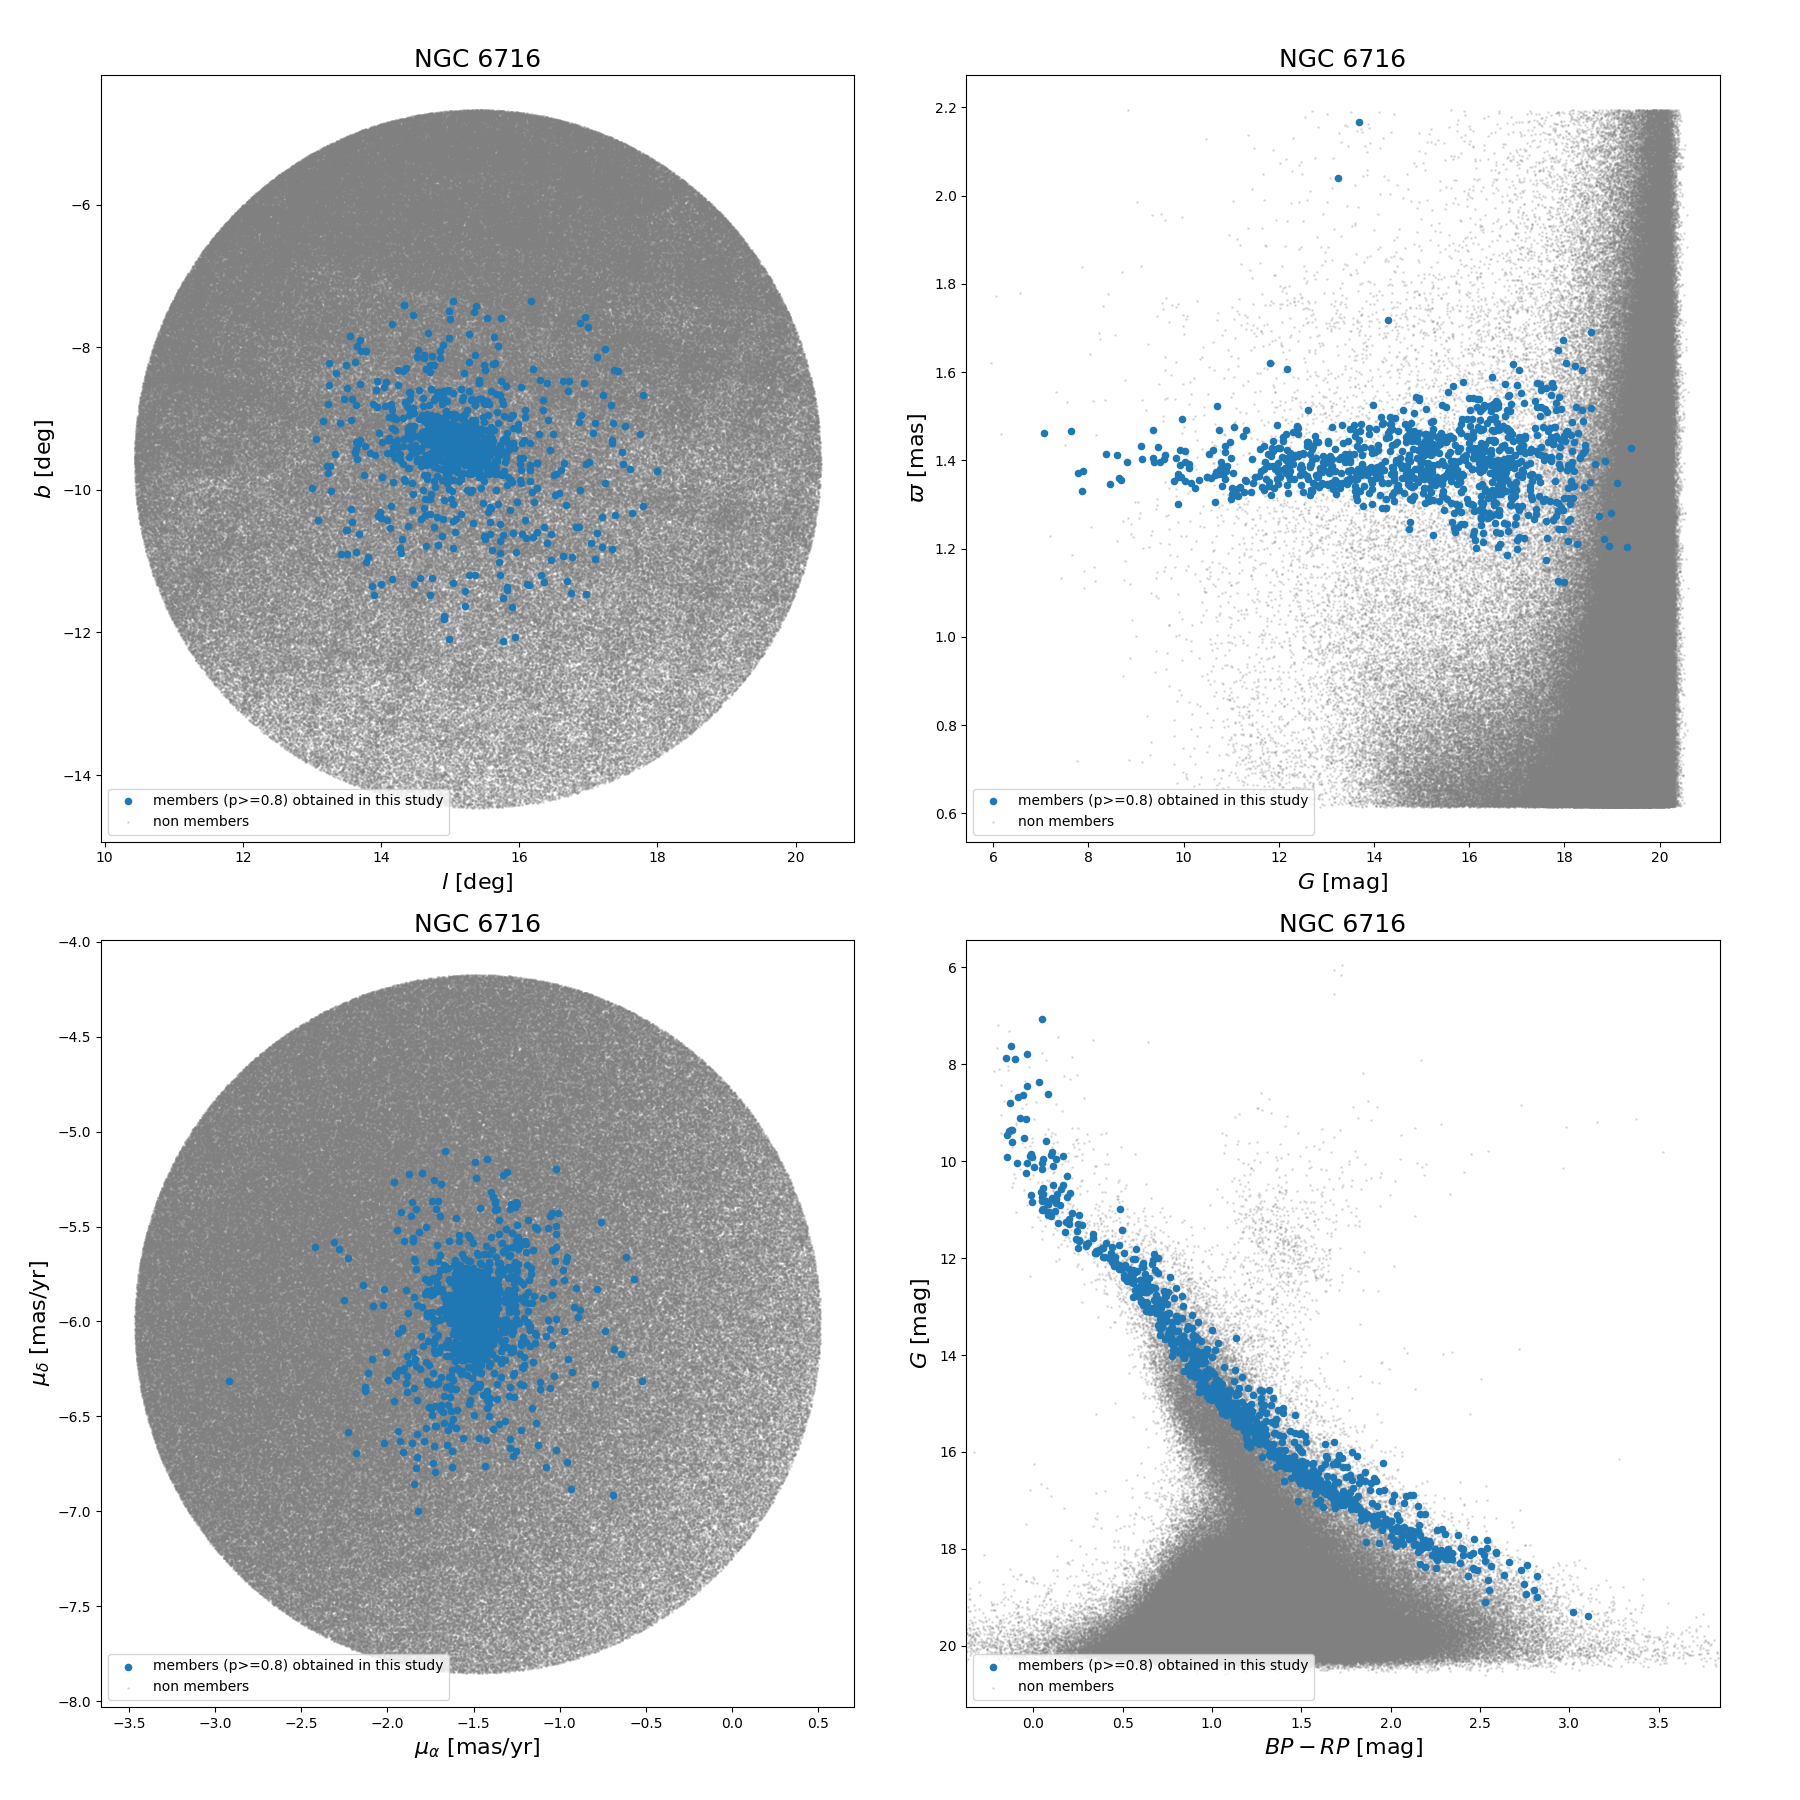 NGC 6716
b [deg]
−6
−8
−10
−12
−14
10 12 14 16 18 20
l [deg]
members (p>=0.8) obtained in this study
non members
NGC 6716
ϖ [mas]
2.2
2.0
1.8
1.6
1.4
1.2
1.0
0.8
0.6
6 8 10 12 14 16 18 20
G [mag]
members (p>=0.8) obtained in this study
non members
NGC 6716
μδ [mas/yr]
−4.0
−4.5
−5.0
−5.5
−6.0
−6.5
−7.0
−7.5
−8.0
−3.5 −3.0 −2.5 −2.0 −1.5 −1.0 −0.5 0.0 0.5
μα [mas/yr]
members (p>=0.8) obtained in this study
non members
NGC 6716
G [mag]
6
8
10
12
14
16
18
20
0.0 0.5 1.0 1.5 2.0 2.5 3.0 3.5
BP − RP [mag]
members (p>=0.8) obtained in this study
non members